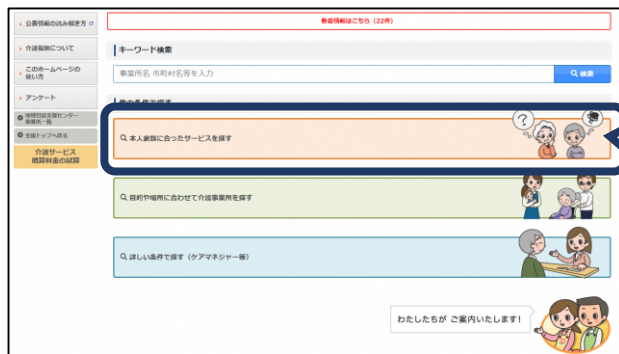 公表情報の読み解き方
介護保険について
このホームページの
使い方
アンケート
地域包括支援センター
事業所一覧
全国トップへ戻る
介護サービス
概算料金の試算
新着情報はこちら（22件）
キーワード検索
事業所名 市町村名等を入力
検索
他の条件で探す
本人家族に合ったサービスを探す
？
目的や場所に合わせて介護事業所を探す
詳しい条件で探す（ケアマネジャー等）
わたしたちが ご案内いたします!